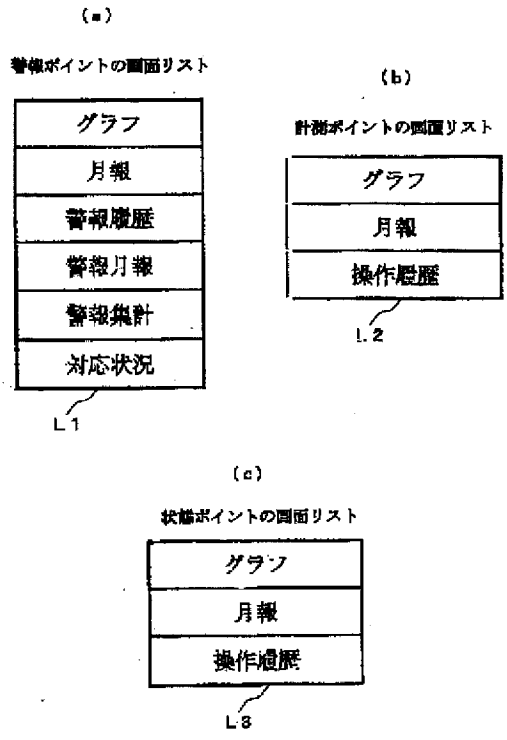 (a)
警報ポイントの画面リスト
グラフ
月報
警報履歴
警報月報
警報集計
対応状況
L1
(b)
計測ポイントの画面リスト
グラフ
月報
操作履歴
L2
(c)
状態ポイントの画面リスト
グラフ
月報
操作履歴
L3